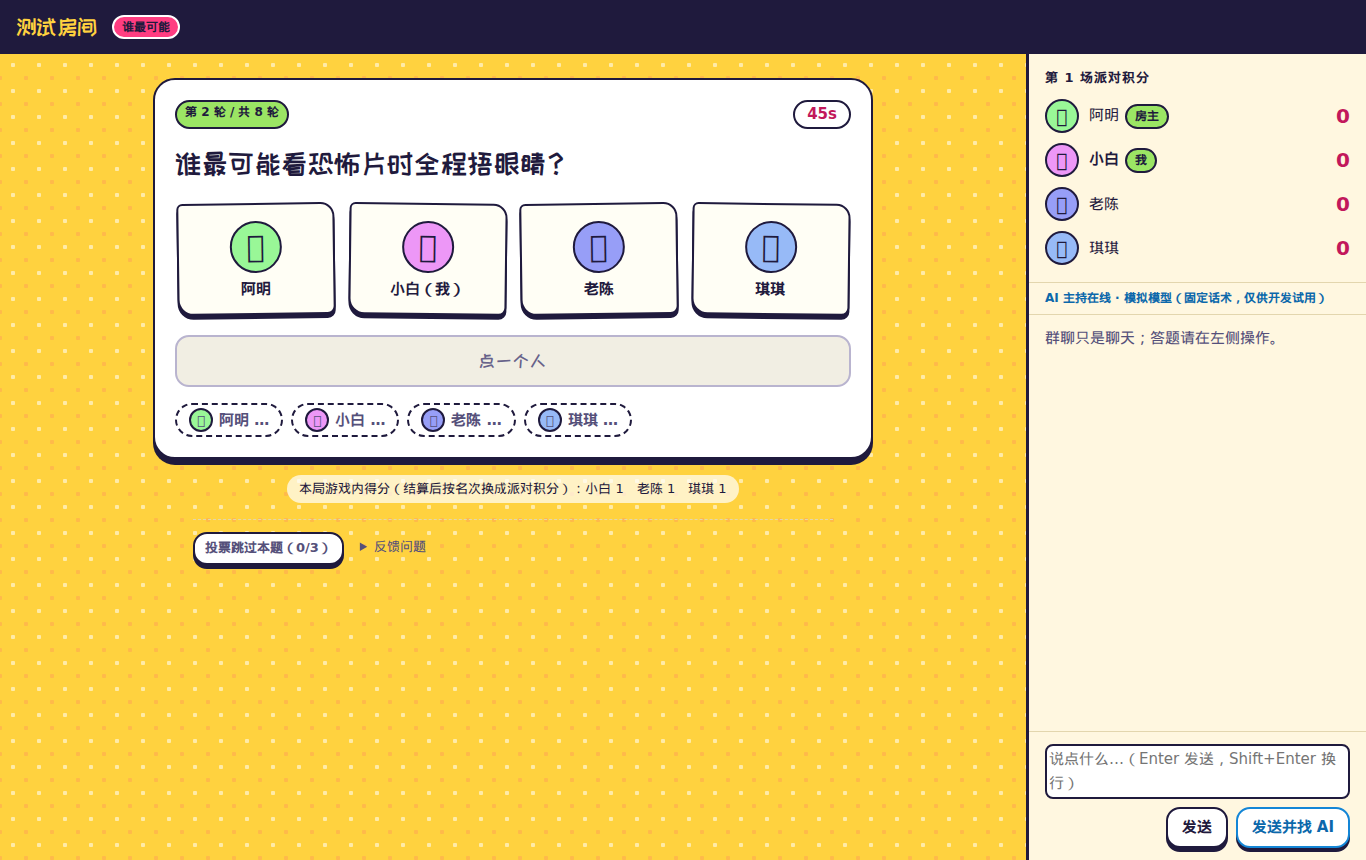 测试房间
谁最可能
第 2 轮 / 共 8 轮
45s
谁最可能看恐怖片时全程捂眼睛？
阿明
小白（我）
老陈
琪琪
点一个人
阿明 …
小白 …
老陈 …
琪琪 …
本局游戏内得分（结算后按名次换成派对积分）: 小白 1 老陈 1 琪琪 1
投票跳过本题（0/3）
▶ 反馈问题
第 1 场派对积分
阿明 房主 0
小白 我 0
老陈 0
琪琪 0
AI 主持在线 · 模拟模型（固定话术，仅供开发试用）
群聊只是聊天；答题请在左侧操作。
说点什么…（Enter 发送，Shift+Enter 换
行）
发送
发送并找 AI